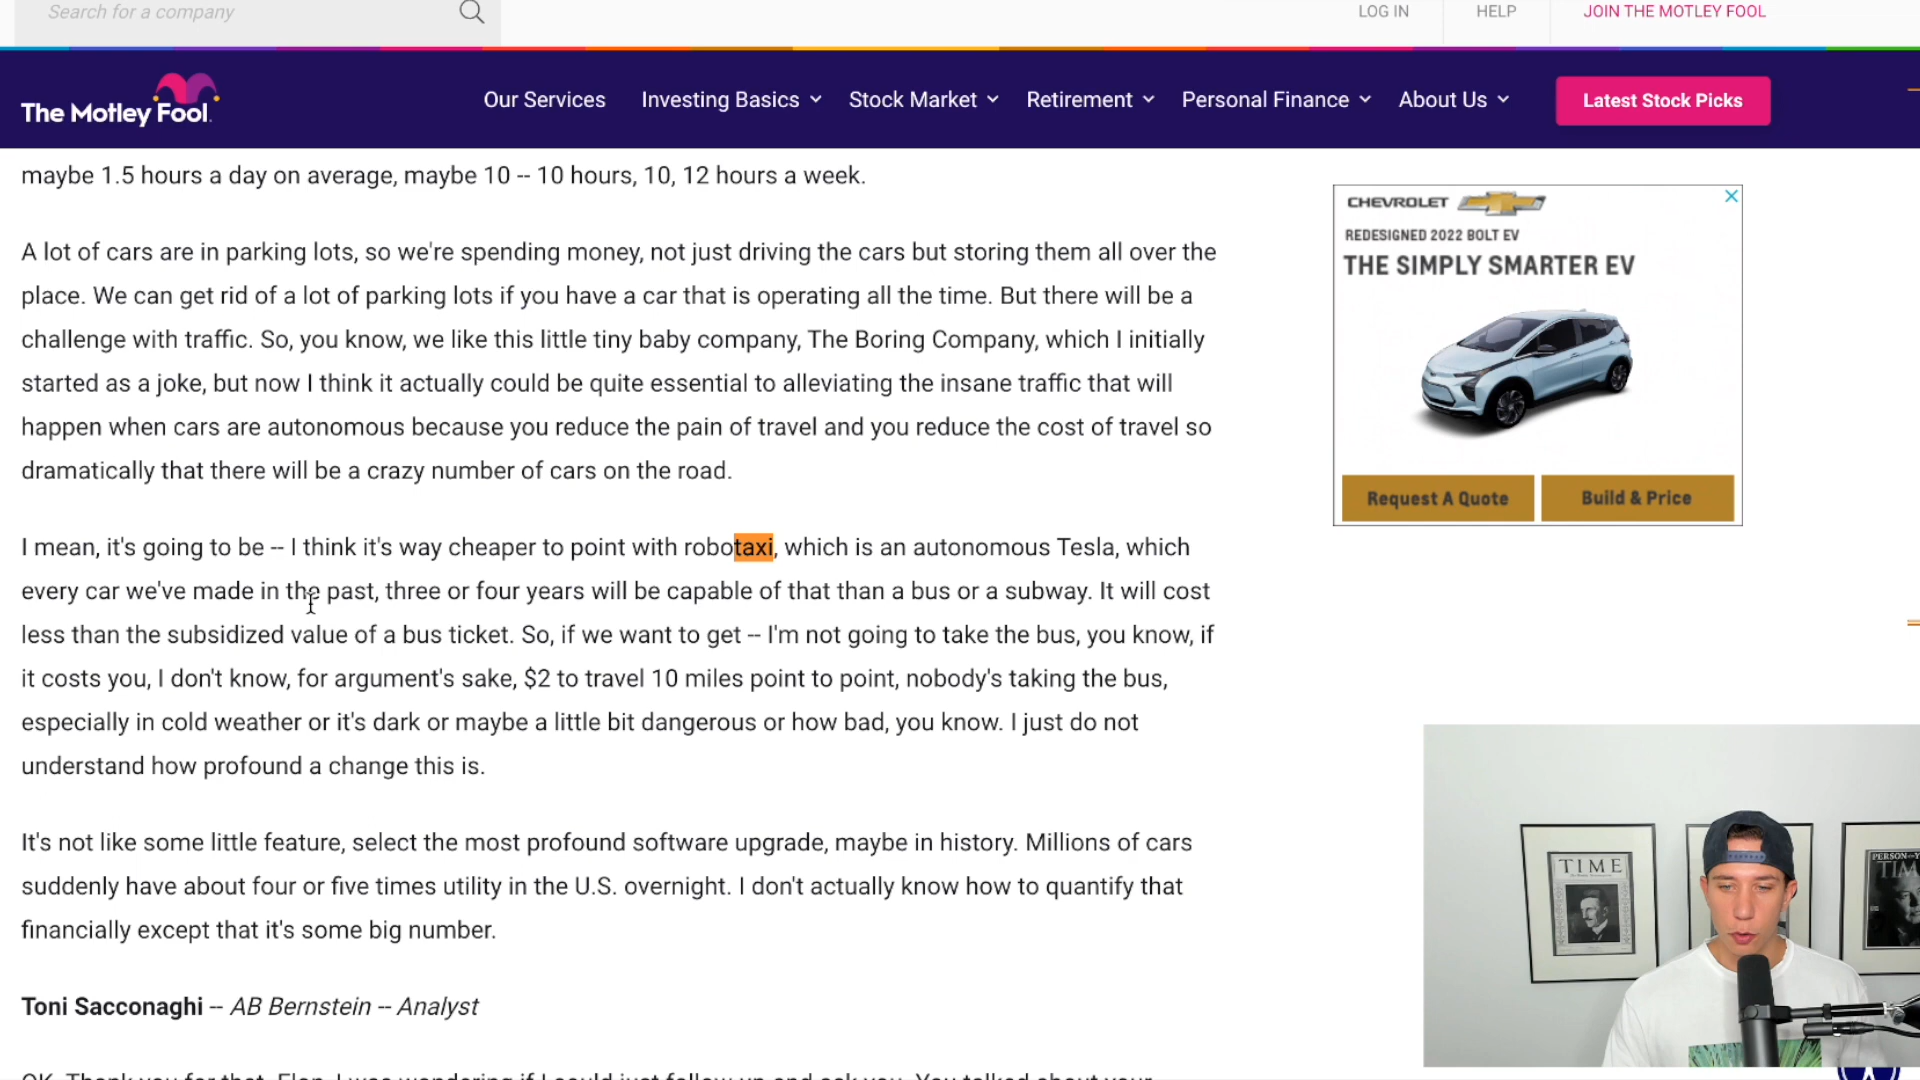 Search for a company
LOG IN
HELP
JOIN THE MOTLEY FOOL
The Motley Fool.
Our Services
Investing Basics
Stock Market
Retirement
Personal Finance
About Us
Latest Stock Picks
maybe 1.5 hours a day on average, maybe 10 -- 10 hours, 10, 12 hours a week.
A lot of cars are in parking lots, so we're spending money, not just driving the cars but storing them all over the
place. We can get rid of a lot of parking lots if you have a car that is operating all the time. But there will be a
challenge with traffic. So, you know, we like this little tiny baby company, The Boring Company, which I initially
started as a joke, but now I think it actually could be quite essential to alleviating the insane traffic that will
happen when cars are autonomous because you reduce the pain of travel and you reduce the cost of travel so
dramatically that there will be a crazy number of cars on the road.
I mean, it's going to be -- I think it's way cheaper to point with robotaxi, which is an autonomous Tesla, which
every car we've made in the past, three or four years will be capable of that than a bus or a subway. It will cost
less than the subsidized value of a bus ticket. So, if we want to get -- I'm not going to take the bus, you know, if
it costs you, I don't know, for argument's sake, $2 to travel 10 miles point to point, nobody's taking the bus,
especially in cold weather or it's dark or maybe a little bit dangerous or how bad, you know. I just do not
understand how profound a change this is.
It's not like some little feature, select the most profound software upgrade, maybe in history. Millions of cars
suddenly have about four or five times utility in the U.S. overnight. I don't actually know how to quantify that
financially except that it's some big number.
Toni Sacconaghi -- AB Bernstein -- Analyst
OK. Thank you for that, Elon. I was wondering if I could just follow up and ask you. You talked about your
CHEVROLET
REDESIGNED 2022 BOLT EV
THE SIMPLY SMARTER EV
Request A Quote
Build & Price
TIME
TIM